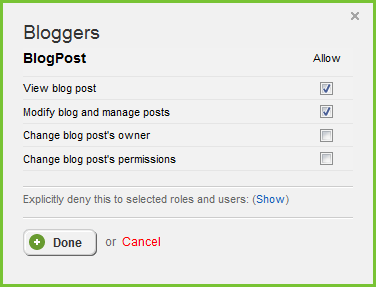 Bloggers
BlogPost Allow
View blog post
Modify blog and manage posts
Change blog post's owner
Change blog post's permissions
Explicitly deny this to selected roles and users: (Show)
Done or Cancel